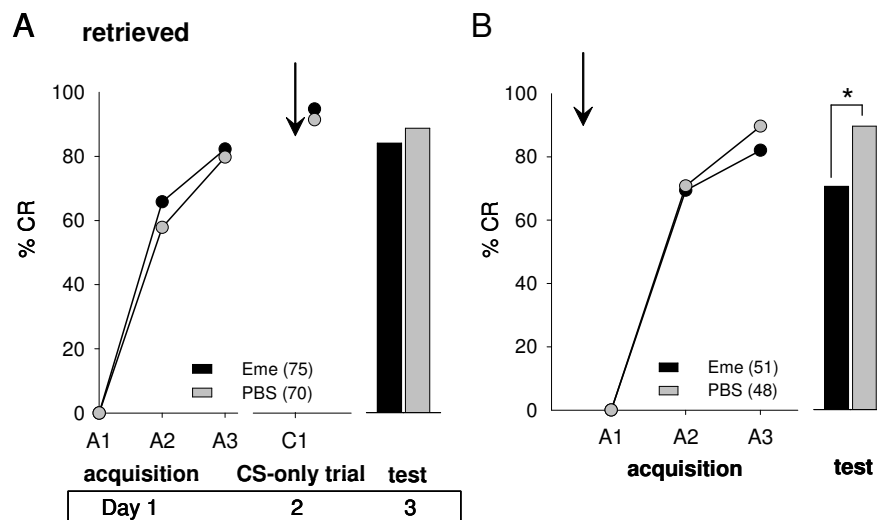 A
retrieved
% CR
100
80
60
40
20
0
Eme (75)
PBS (70)
A1 A2 A3 C1
acquisition CS-only trial test
Day 1 2 3
B
% CR
100
80
60
40
20
0
*
Eme (51)
PBS (48)
A1 A2 A3
acquisition test